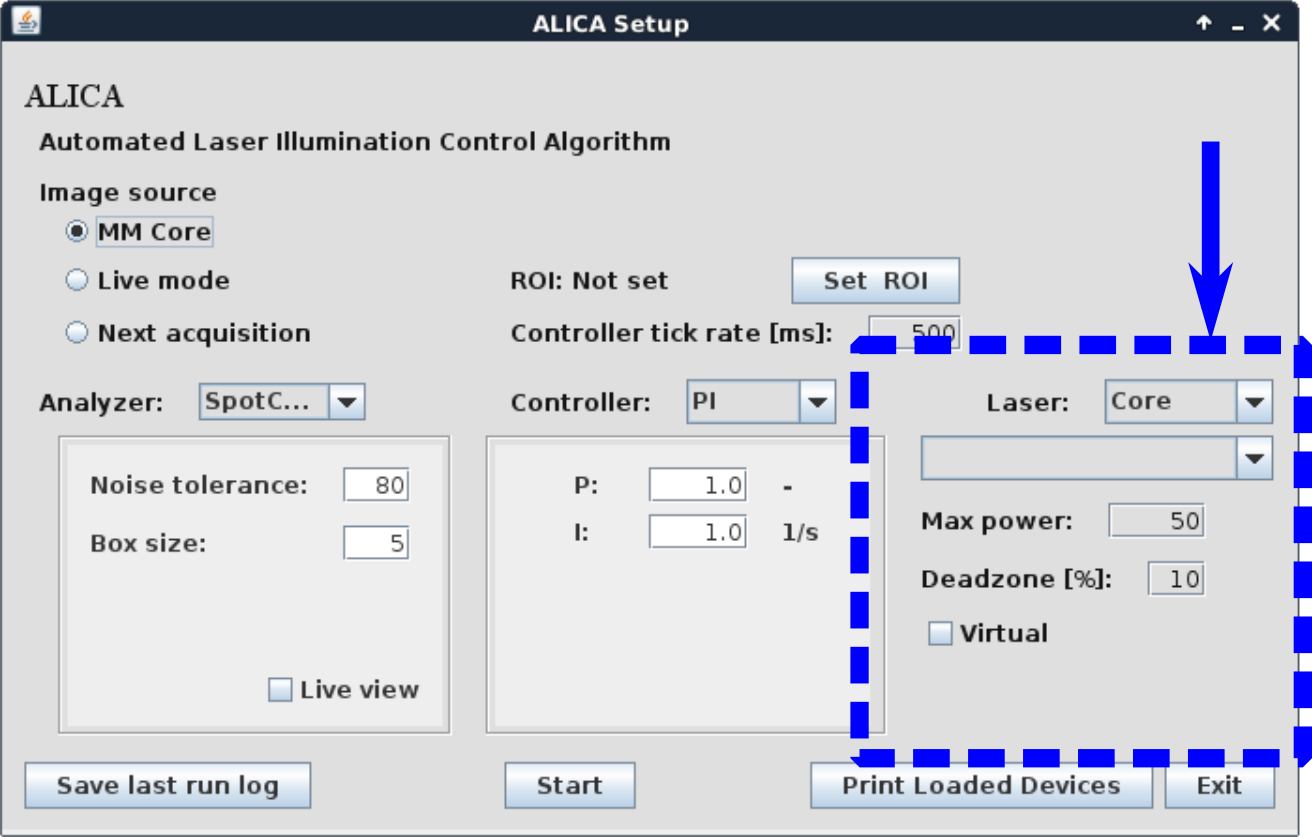 ALICA Setup
ALICA
Automated Laser Illumination Control Algorithm
Image source
MM Core
Live mode
ROI: Not set
Set ROI
Next acquisition
Controller tick rate [ms]:
500
Analyzer:
SpotC...
Controller:
PI
Laser:
Core
Noise tolerance:
80
Box size:
5
Live view
P:
1.0
-
I:
1.0
1/s
Max power:
50
Deadzone [%]:
10
Virtual
Save last run log
Start
Print Loaded Devices
Exit